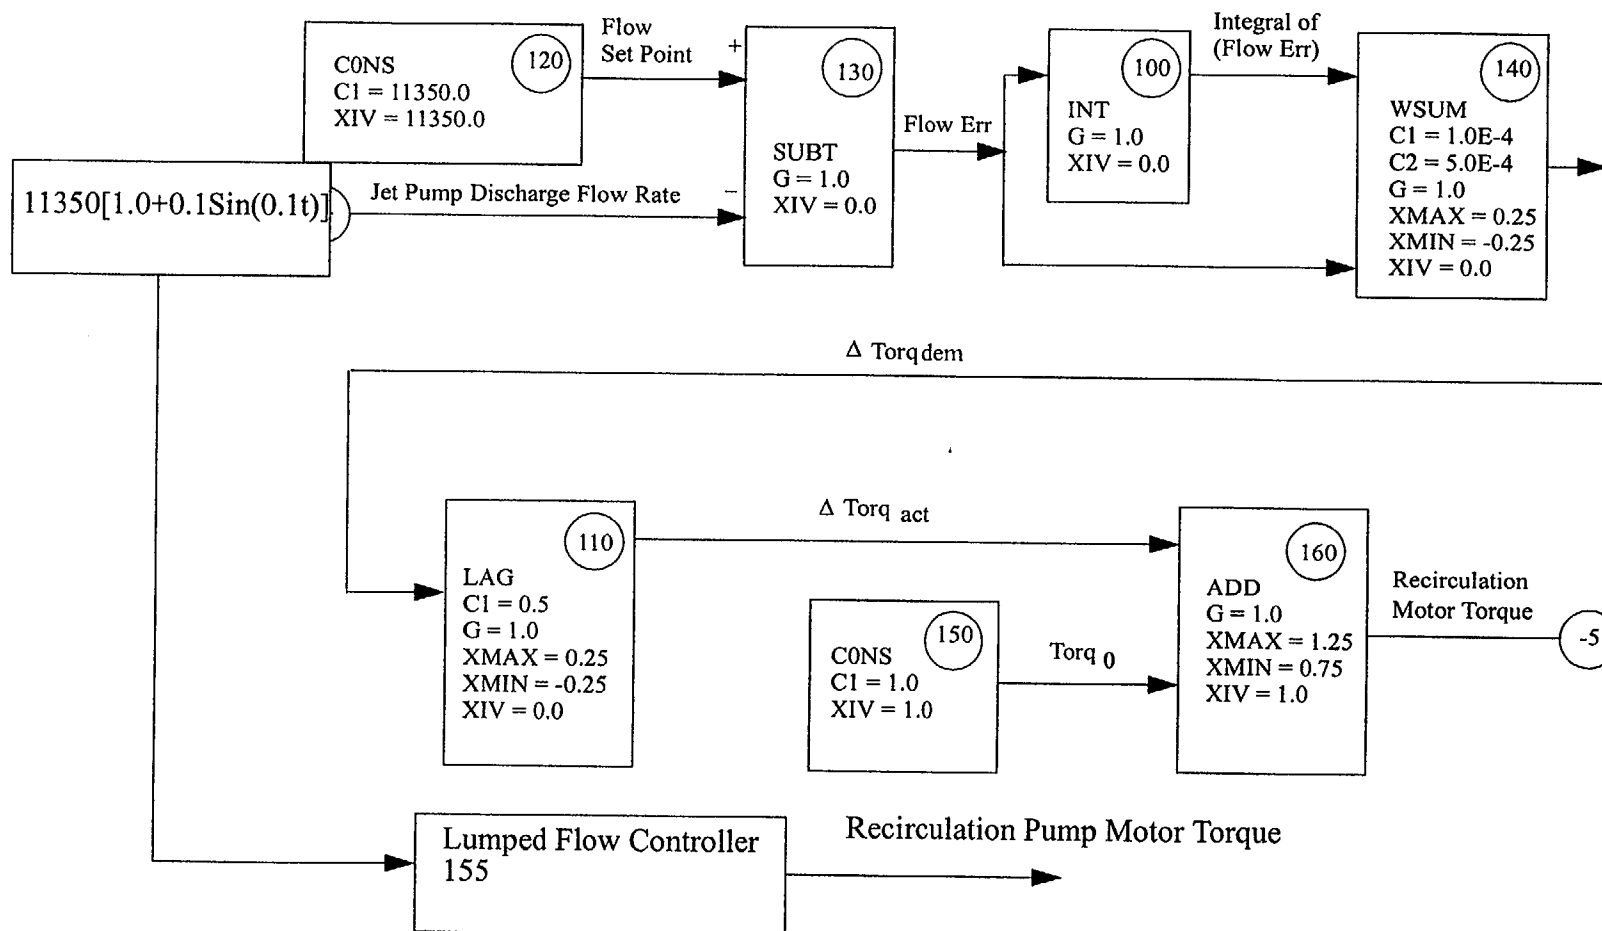 120
CONS
C1 = 11350.0
XIV = 11350.0
Flow
Set Point
+
130
SUBT
G = 1.0
XIV = 0.0
−
11350[1.0+0.1Sin(0.1t)]
Jet Pump Discharge Flow Rate
Flow Err
100
INT
G = 1.0
XIV = 0.0
Integral of
(Flow Err)
140
WSUM
C1 = 1.0E-4
C2 = 5.0E-4
G = 1.0
XMAX = 0.25
XMIN = -0.25
XIV = 0.0
Δ Torqdem
110
LAG
C1 = 0.5
G = 1.0
XMAX = 0.25
XMIN = -0.25
XIV = 0.0
Δ Torq act
150
CONS
C1 = 1.0
XIV = 1.0
Torq 0
160
ADD
G = 1.0
XMAX = 1.25
XMIN = 0.75
XIV = 1.0
Recirculation
Motor Torque
-5
Lumped Flow Controller
155
Recirculation Pump Motor Torque